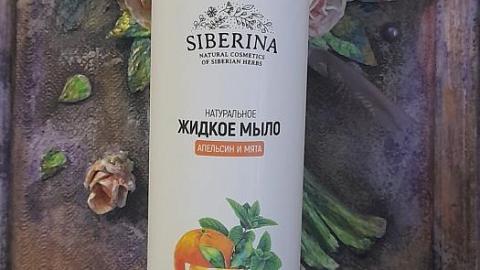 SIBERINA
NATURAL COSMETICS
OF SIBERIAN HERBS
НАТУРАЛЬНОЕ
ЖИДКОЕ МЫЛО
АПЕЛЬСИН И МЯТА